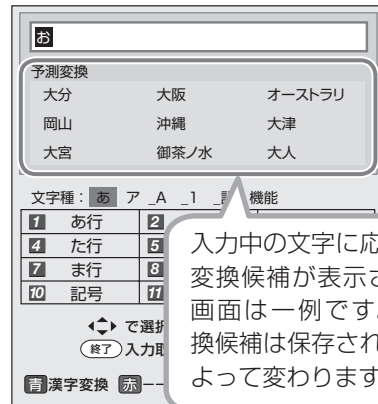 お
予測変換
大分 大阪 オーストラリ
岡山 沖縄 大津
大宮 御茶ノ水 大人
文字種： あ ア _A _1 _ 機能
1 あ行 2
4 た行 5
7 ま行 8
10 記号 11
で選択
終了 入力取
青 漢字変換 赤 ーー
入力中の文字に応
変換候補が表示さ
画面は一例です
換候補は保存され
よって変わります